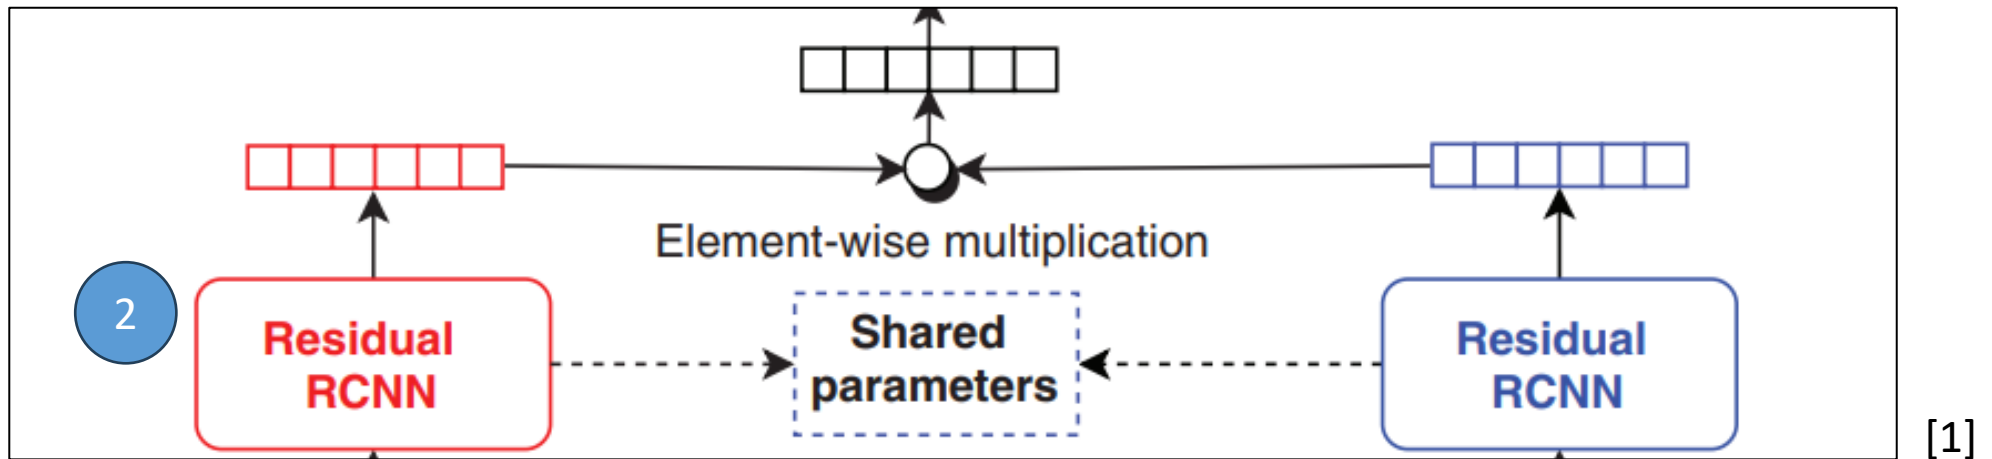 Element-wise multiplication
2
Residual
RCNN
Shared
parameters
Residual
RCNN
[1]